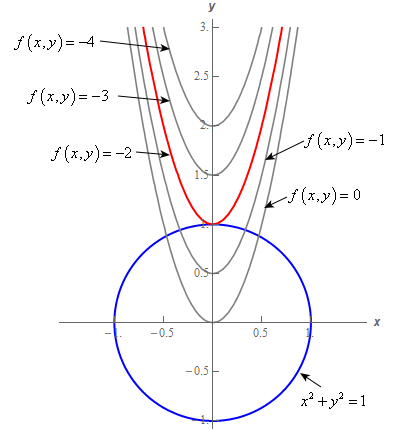 y
3.
f(x,y)=−4
2.5
f(x,y)=−3
2.
f(x,y)=−1
f(x,y)=−2
1.5
f(x,y)=0
1.
0.5
x
−1.
−0.5
0.5
1.
−0.5
x²+y²=1
−1.